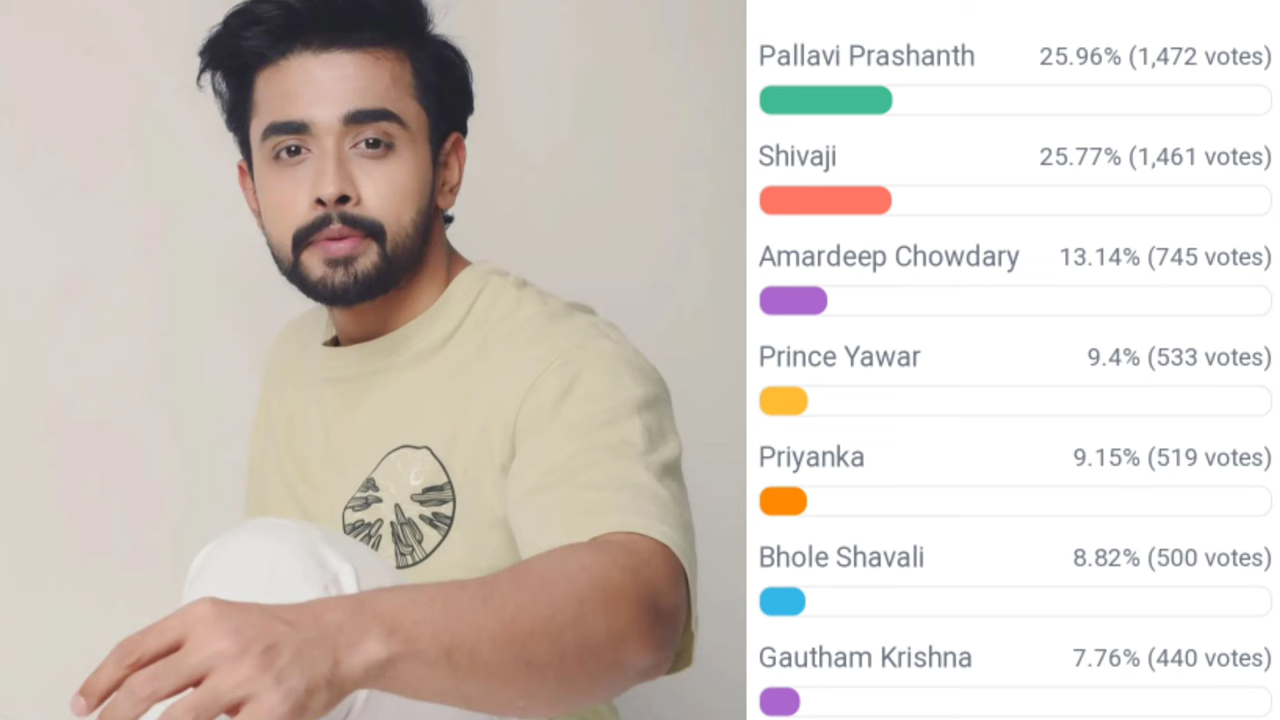 Pallavi Prashanth 25.96% (1,472 votes)
Shivaji 25.77% (1,461 votes)
Amardeep Chowdary 13.14% (745 votes)
Prince Yawar 9.4% (533 votes)
Priyanka 9.15% (519 votes)
Bhole Shavali 8.82% (500 votes)
Gautham Krishna 7.76% (440 votes)